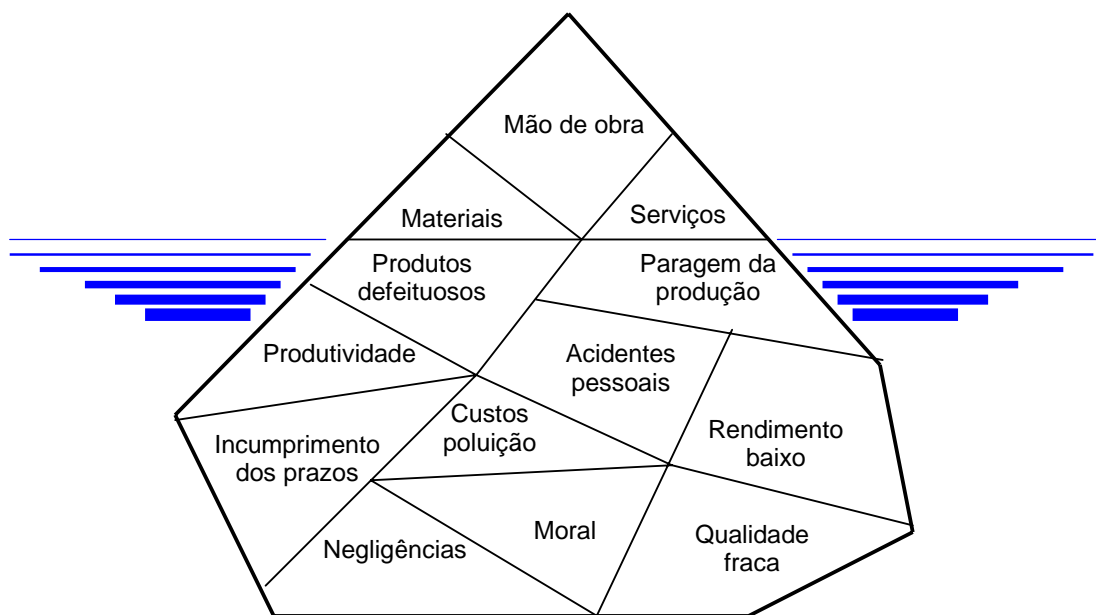 Mão de obra
Materiais
Serviços
Produtos
defeituosos
Paragem da
produção
Produtividade
Acidentes
pessoais
Incumprimento
dos prazos
Custos
poluição
Rendimento
baixo
Negligências
Moral
Qualidade
fraca